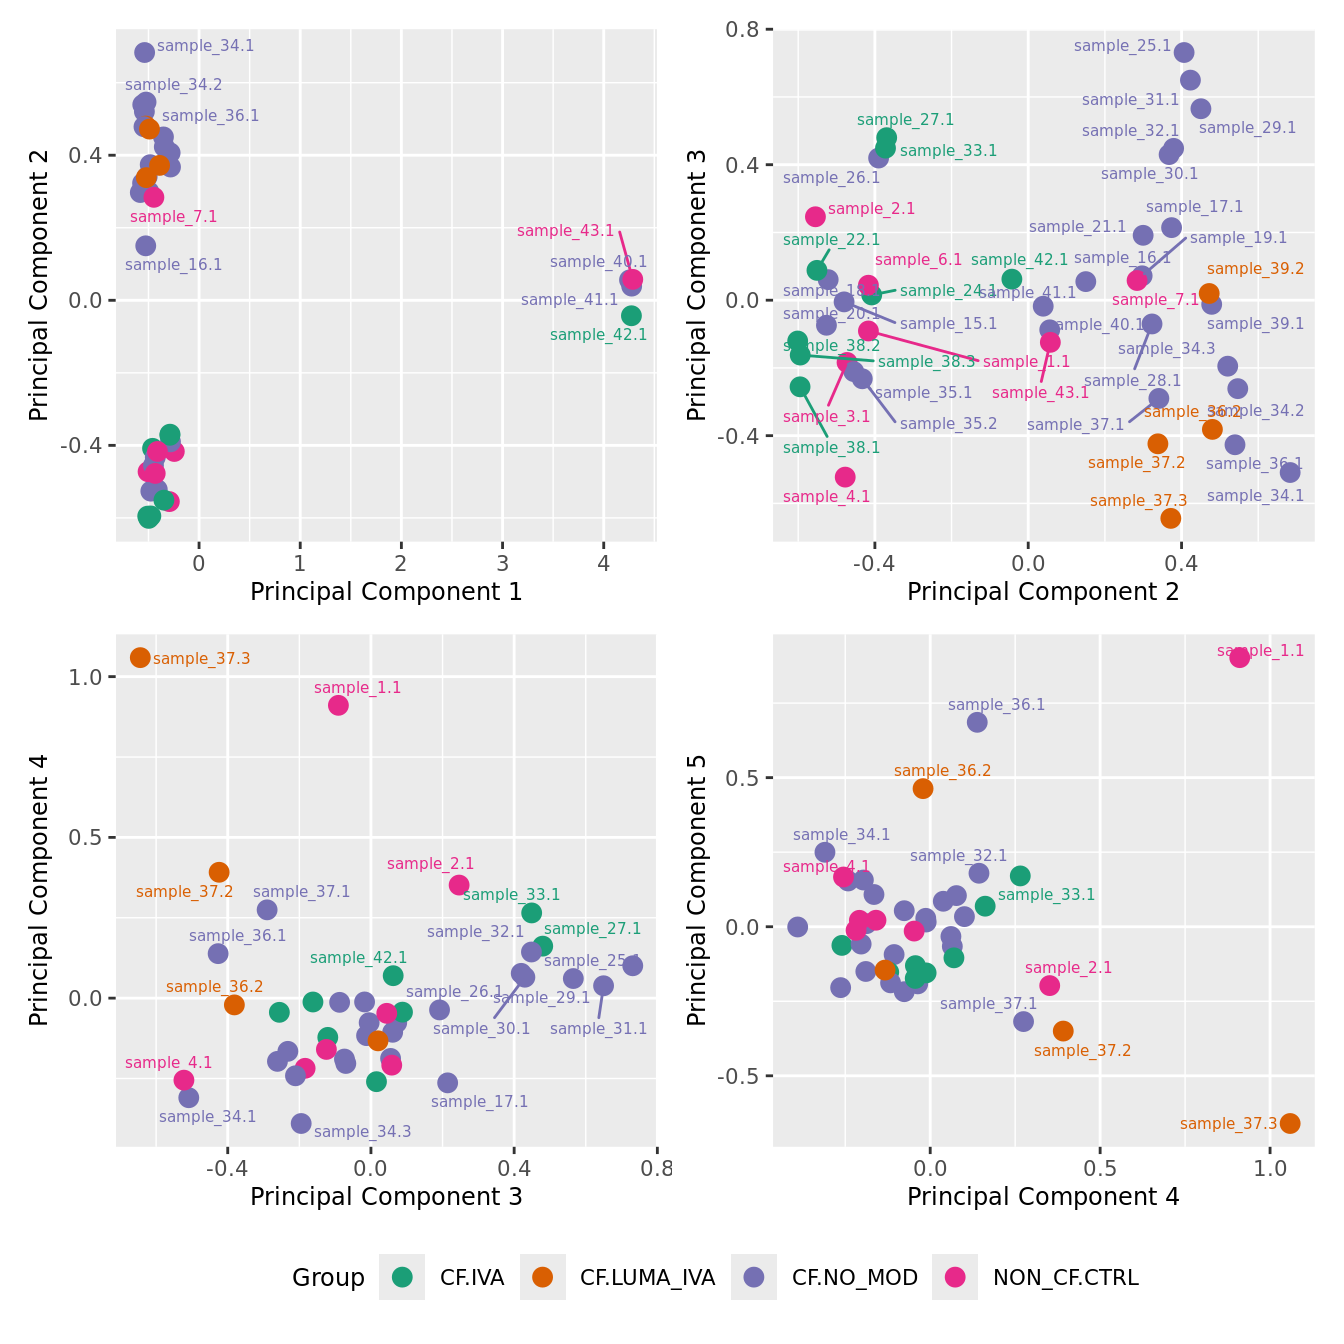 sample_34.1
sample_34.2
sample_36.1
sample_7.1
sample_16.1
sample_43.1
sample_40.1
sample_41.1
sample_42.1
0.4
0.0
-0.4
0
1
2
3
4
Principal Component 1
Principal Component 2
0.8
0.4
0.0
-0.4
sample_25.1
sample_31.1
sample_29.1
sample_27.1
sample_32.1
sample_33.1
sample_30.1
sample_26.1
sample_2.1
sample_17.1
sample_22.1
sample_21.1
sample_19.1
sample_6.1
sample_42.1
sample_16.1
sample_39.2
sample_24.1
sample_41.1
sample_7.1
sample_20.1
sample_15.1
sample_40.1
sample_39.1
sample_38.2
sample_38.3
sample_1.1
sample_34.3
sample_28.1
sample_35.1
sample_43.1
sample_3.1
sample_35.2
sample_37.1
sample_36.2
sample_34.2
sample_38.1
sample_37.2
sample_36.1
sample_4.1
sample_37.3
sample_34.1
-0.4
0.0
0.4
Principal Component 2
Principal Component 3
1.0
0.5
0.0
sample_37.3
sample_1.1
sample_2.1
sample_37.2
sample_37.1
sample_33.1
sample_36.1
sample_32.1
sample_27.1
sample_42.1
sample_25.1
sample_36.2
sample_26.1
sample_29.1
sample_30.1
sample_31.1
sample_4.1
sample_34.1
sample_17.1
sample_34.3
-0.4
0.0
0.4
0.8
Principal Component 3
Principal Component 4
0.5
0.0
-0.5
sample_1.1
sample_36.1
sample_36.2
sample_34.1
sample_32.1
sample_4.1
sample_33.1
sample_2.1
sample_37.1
sample_37.2
sample_37.3
0.0
0.5
1.0
Principal Component 4
Principal Component 5
Group
CF.IVA
CF.LUMA_IVA
CF.NO_MOD
NON_CF.CTRL